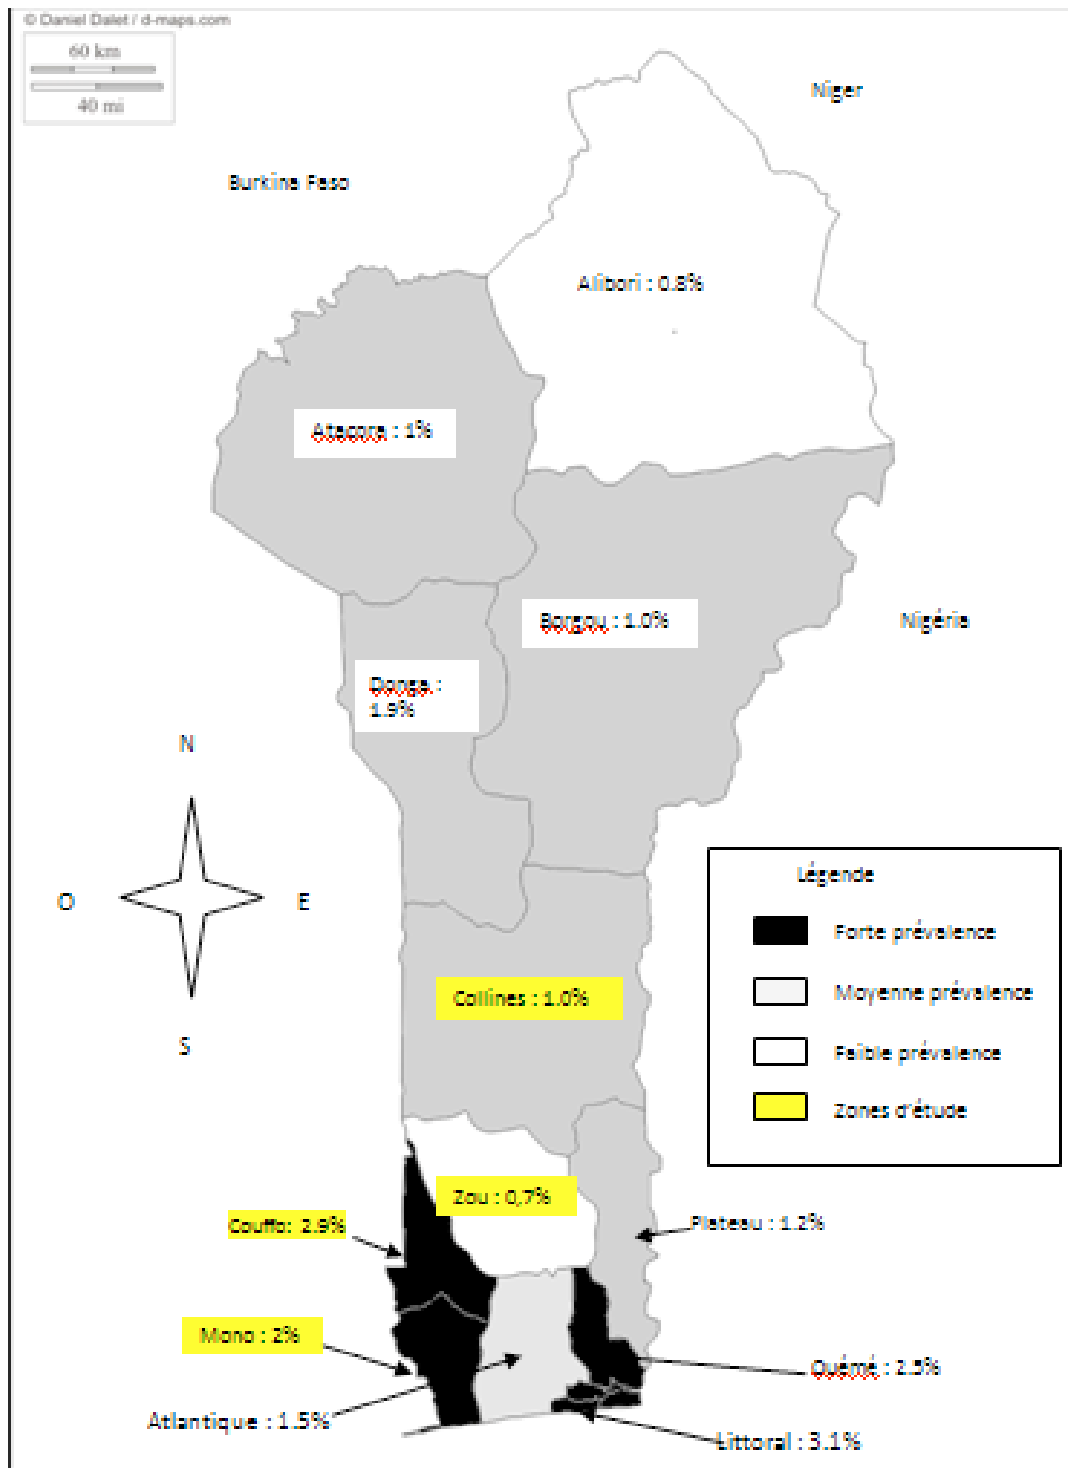 © Daniel Dalet / d-maps.com
60 km
40 mi
Niger
Burkina Faso
Alibori : 0.8%
Atacora : 1%
Borgou : 1.0%
Nigéria
Donga :
1.9%
N
O
E
S
Légende
Forte prévalence
Moyenne prévalence
Faible prévalence
Zones d'étude
Collines : 1.0%
Zou : 0,7%
Couffo: 2.9%
Plateau : 1.2%
Mono : 2%
Ouémé : 2.5%
Atlantique : 1.5%
Littoral : 3.1%